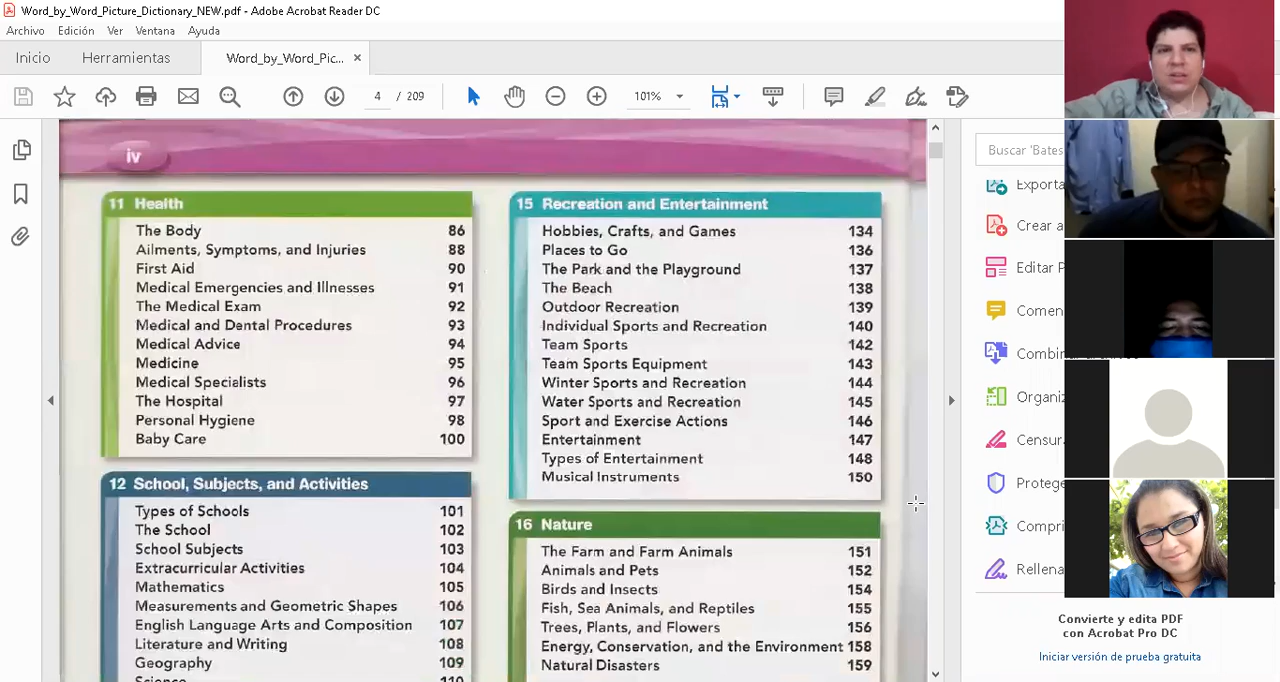 Word_by_Word_Picture_Dictionary_NEW.pdf - Adobe Acrobat Reader DC
Archivo Edición Ver Ventana Ayuda
Inicio Herramientas Word_by_Word_Pic... ×
4 / 209 101%
iv
Buscar 'Bates
Exporta
Crear a
Editar P
Comen
Combin
Organiz
Censur
Protege
Compri
Rellena
Convierte y edita PDF
con Acrobat Pro DC
Iniciar versión de prueba gratuita
11 Health
The Body 86
Ailments, Symptoms, and Injuries 88
First Aid 90
Medical Emergencies and Illnesses 91
The Medical Exam 92
Medical and Dental Procedures 93
Medical Advice 94
Medicine 95
Medical Specialists 96
The Hospital 97
Personal Hygiene 98
Baby Care 100
12 School, Subjects, and Activities
Types of Schools 101
The School 102
School Subjects 103
Extracurricular Activities 104
Mathematics 105
Measurements and Geometric Shapes 106
English Language Arts and Composition 107
Literature and Writing 108
Geography 109
Science 110
15 Recreation and Entertainment
Hobbies, Crafts, and Games 134
Places to Go 136
The Park and the Playground 137
The Beach 138
Outdoor Recreation 139
Individual Sports and Recreation 140
Team Sports 142
Team Sports Equipment 143
Winter Sports and Recreation 144
Water Sports and Recreation 145
Sport and Exercise Actions 146
Entertainment 147
Types of Entertainment 148
Musical Instruments 150
16 Nature
The Farm and Farm Animals 151
Animals and Pets 152
Birds and Insects 154
Fish, Sea Animals, and Reptiles 155
Trees, Plants, and Flowers 156
Energy, Conservation, and the Environment 158
Natural Disasters 159